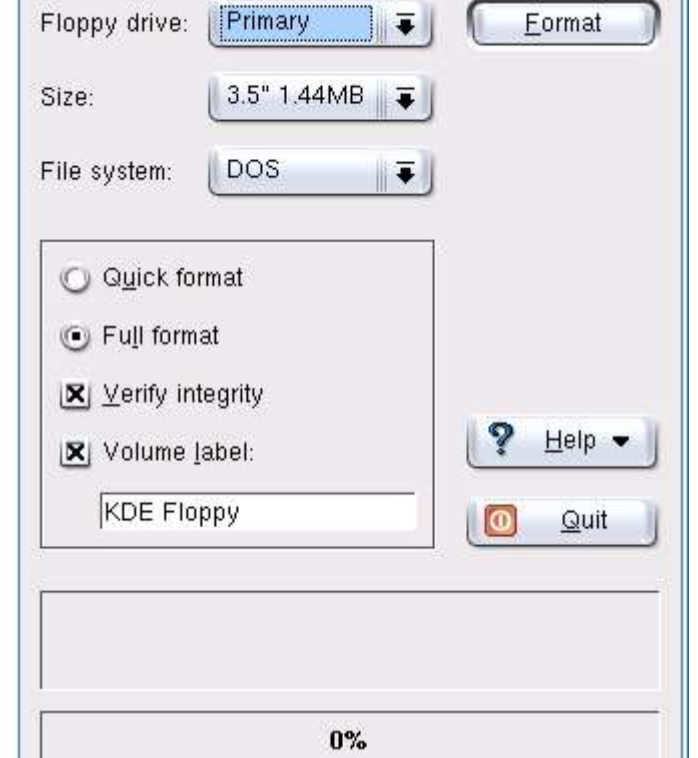 Floppy drive: Primary Format
Size: 3.5" 1.44MB
File system: DOS
Quick format
Full format
Verify integrity
Volume label:
Help
KDE Floppy
Quit
0%